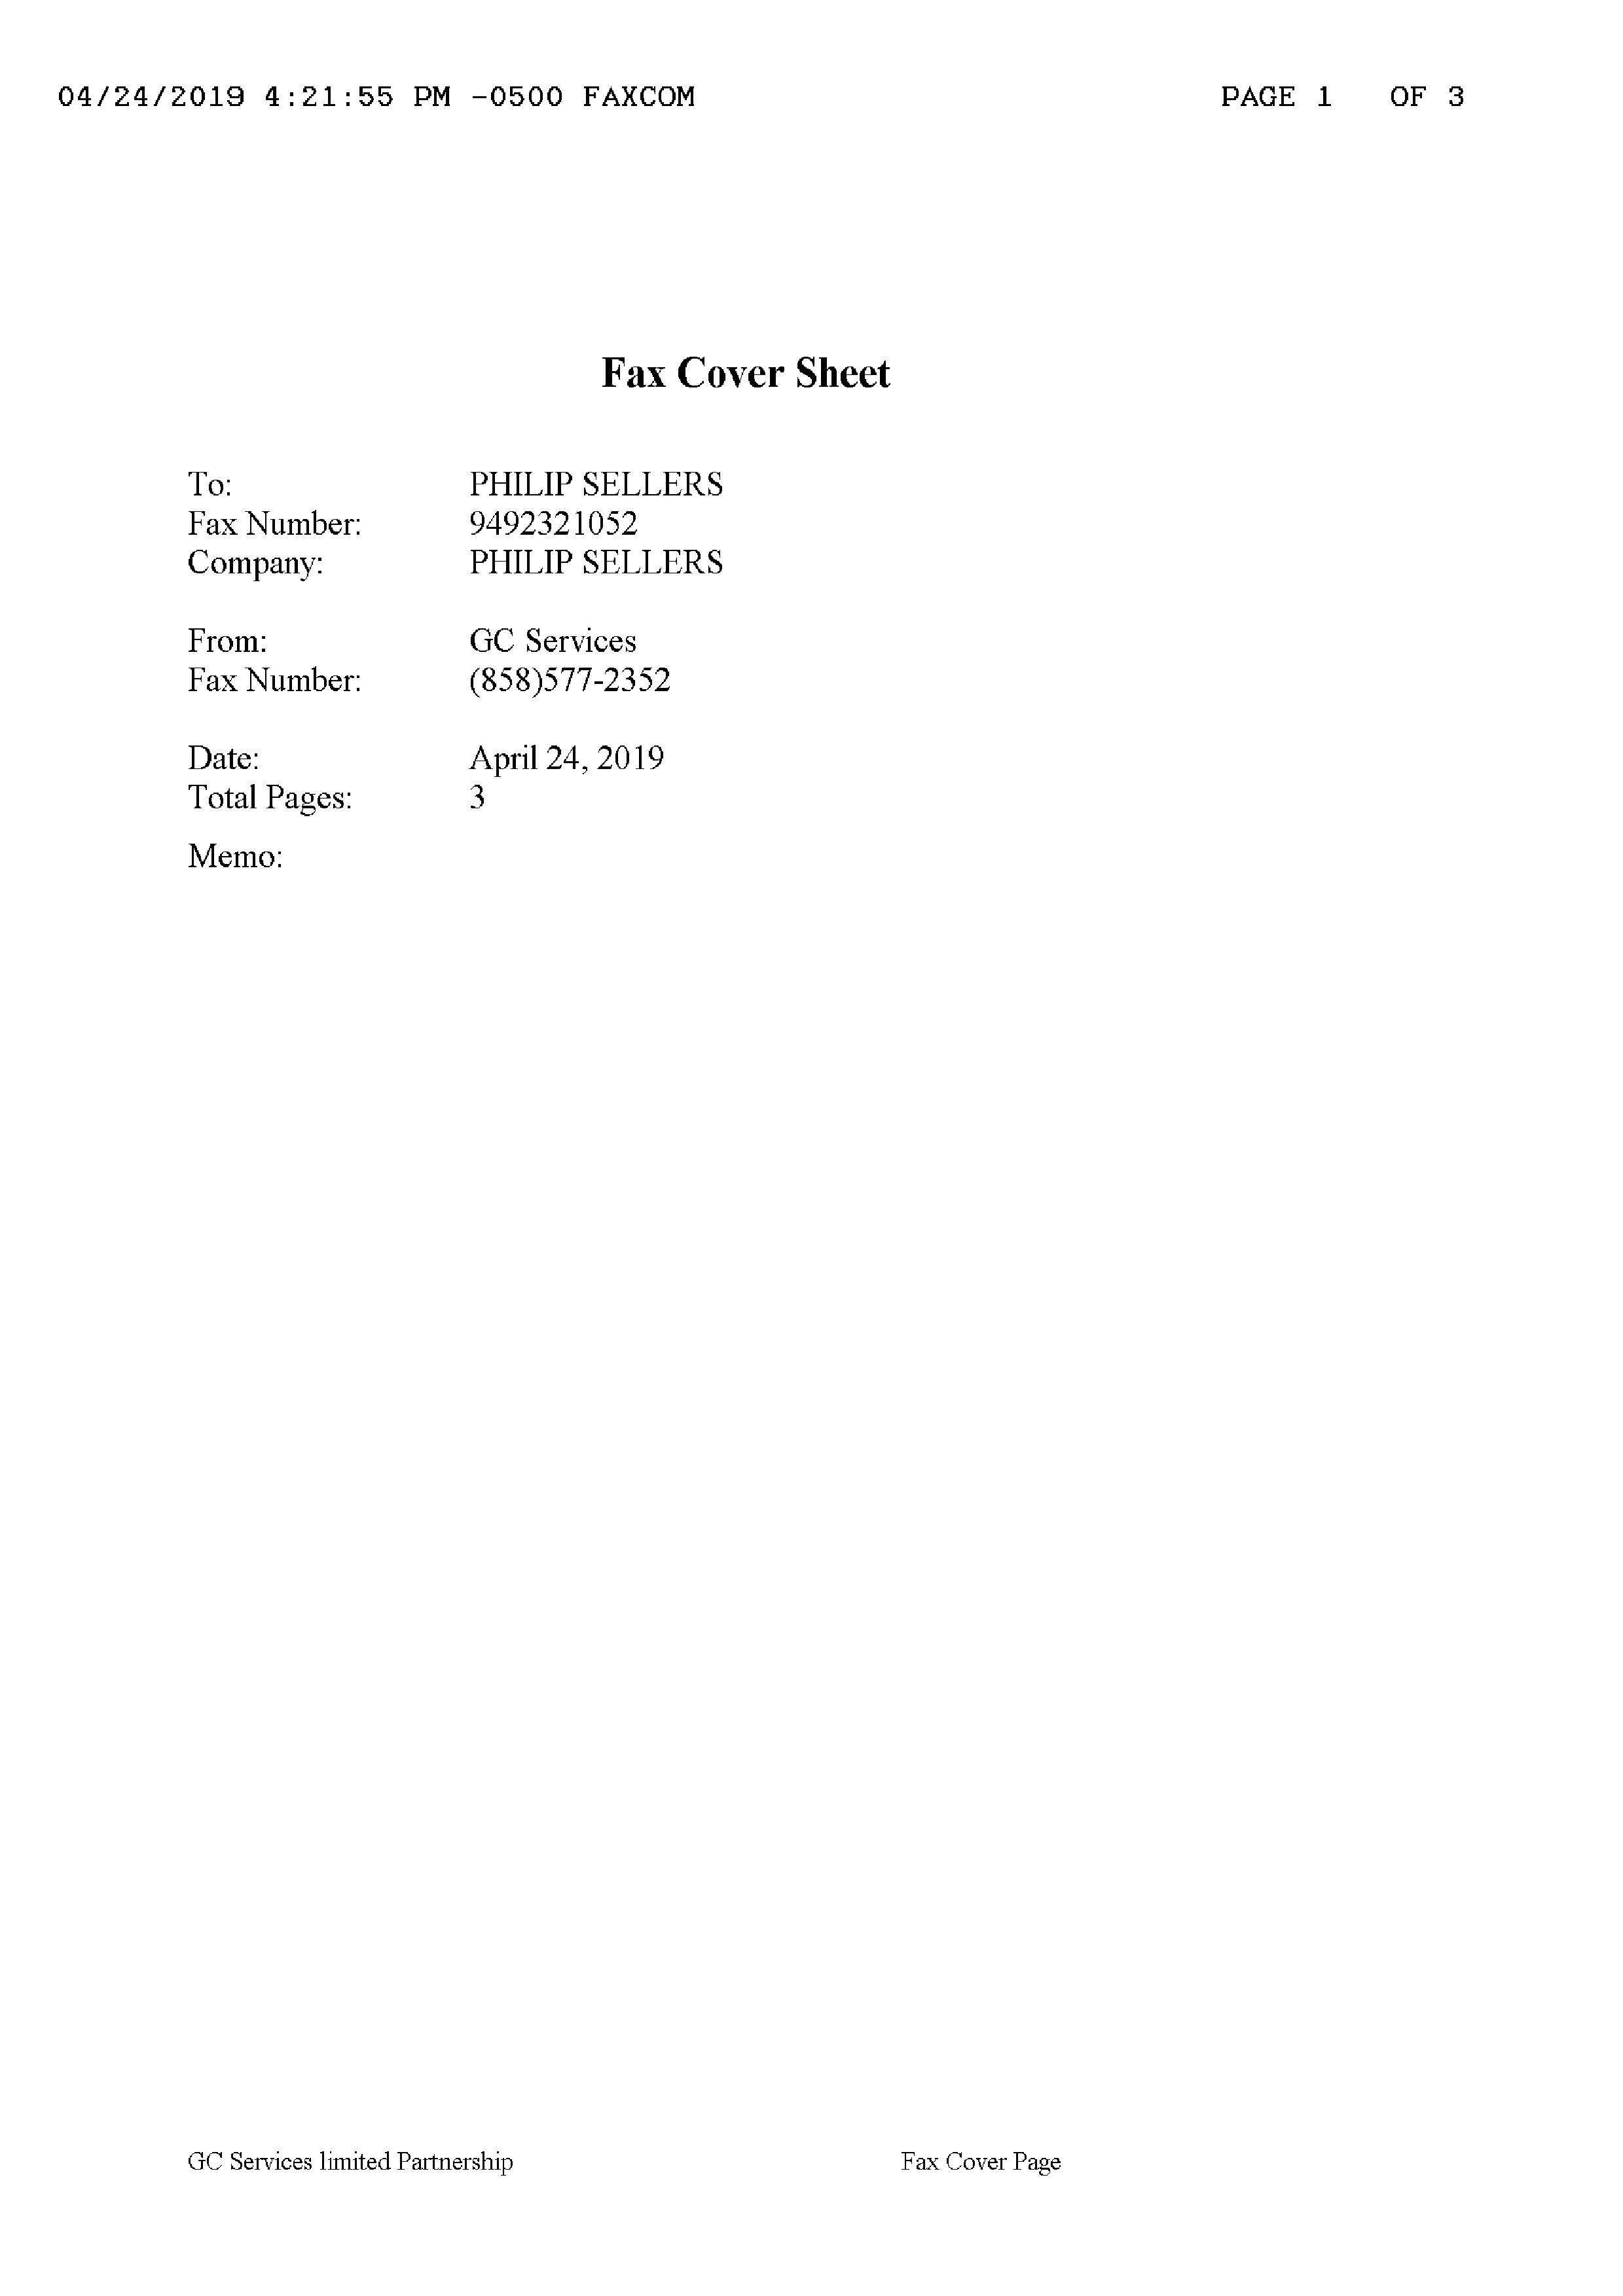 04/24/2019 4:21:55 PM -0500 FAXCOM PAGE 1 OF 3
Fax Cover Sheet
To: PHILIP SELLERS
Fax Number: 9492321052
Company: PHILIP SELLERS
From: GC Services
Fax Number: (858)577-2352
Date: April 24, 2019
Total Pages: 3
Memo:
GC Services limited Partnership Fax Cover Page